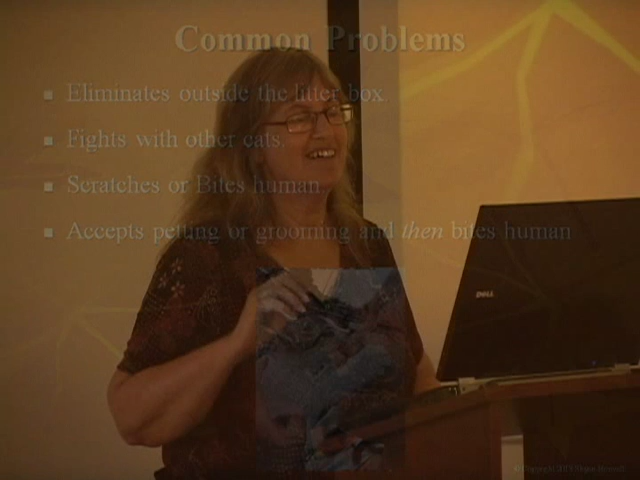 Common Problems
Eliminates outside the litter box.
Fights with other cats.
Scratches or Bites human.
Accepts petting or grooming and then bites human.
DELL